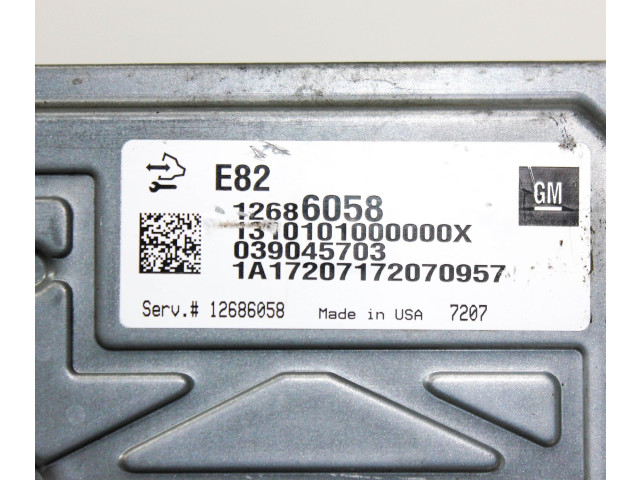 E82
GM
12686058
1310101000000X
039045703
1A17207172070957
Serv.# 12686058 Made in USA 7207